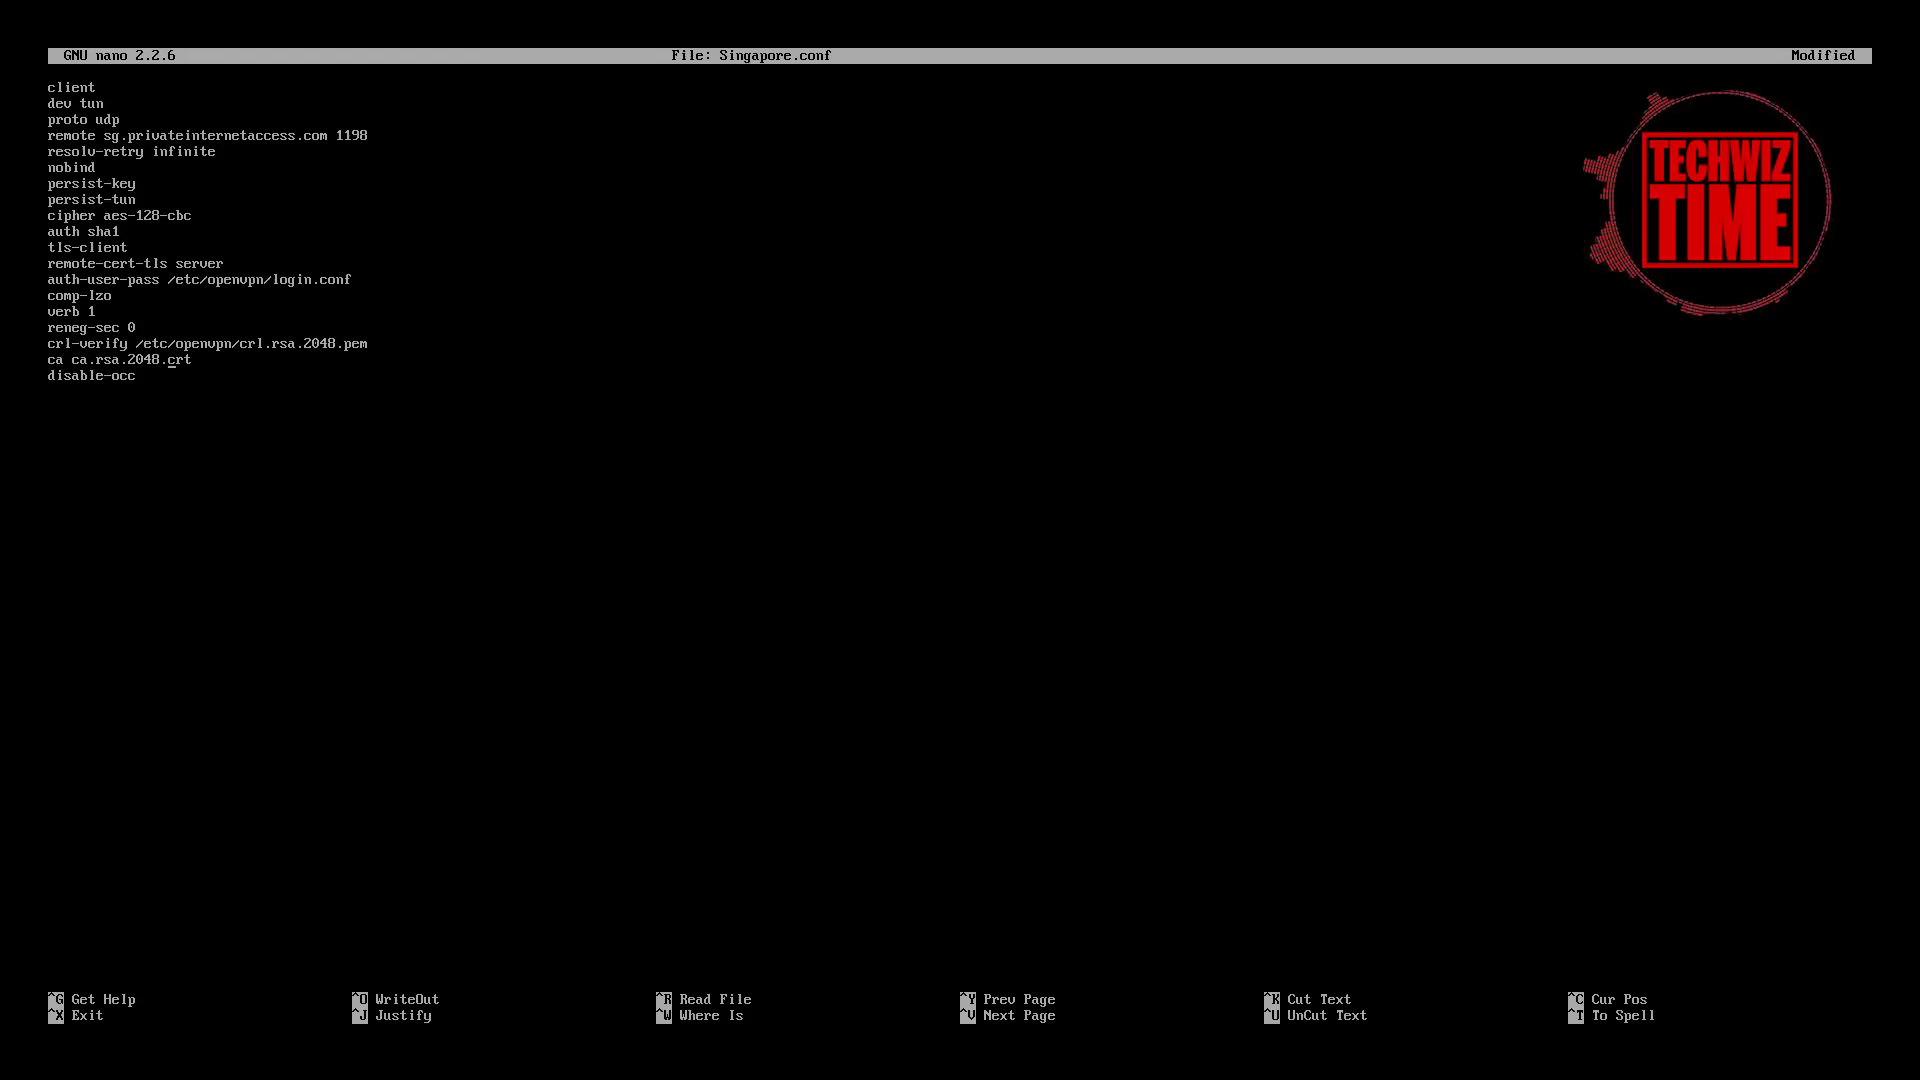 GNU nano 2.2.6 File: Singapore.conf Modified
client
dev tun
proto udp
remote sg.privateinternetaccess.com 1198
resolv-retry infinite
nobind
persist-key
persist-tun
cipher aes-128-cbc
auth sha1
tls-client
remote-cert-tls server
auth-user-pass /etc/openvpn/login.conf
comp-lzo
verb 1
reneg-sec 0
crl-verify /etc/openvpn/crl.rsa.2048.pem
ca ca.rsa.2048.crt
disable-occ
TECHWIZ
TIME
^G Get Help ^O WriteOut ^R Read File ^Y Prev Page ^K Cut Text ^C Cur Pos
^X Exit ^J Justify ^W Where Is ^V Next Page ^U UnCut Text ^T To Spell